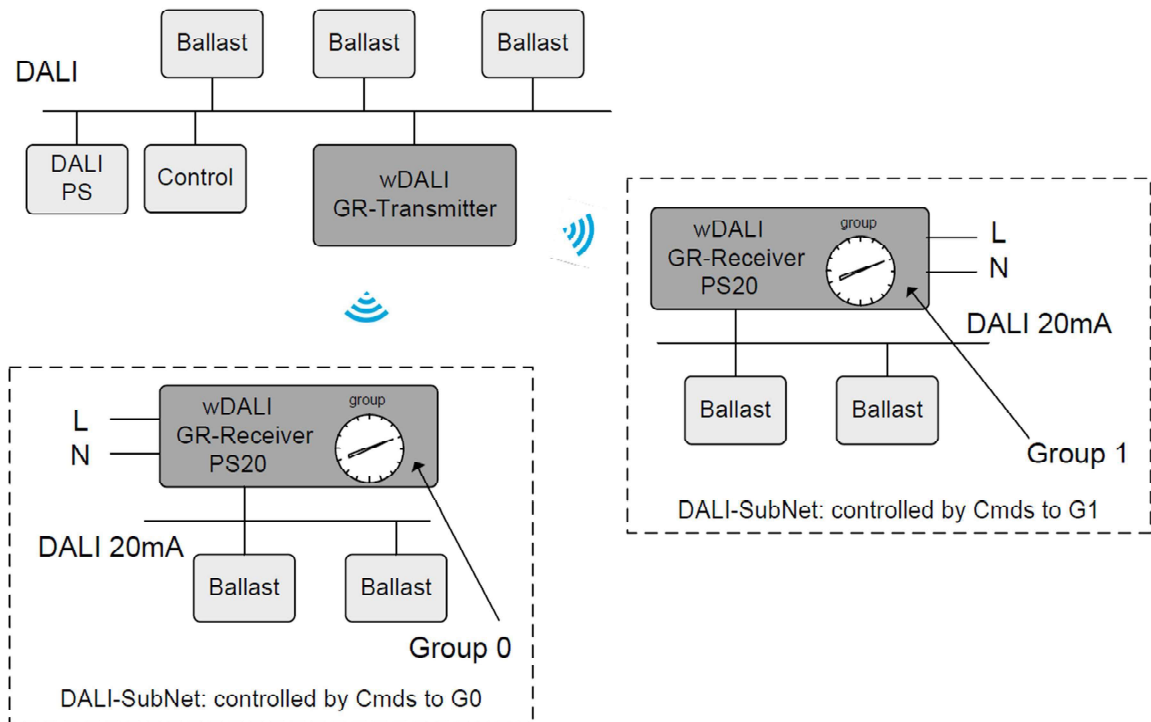 Ballast
Ballast
Ballast
DALI
DALI
PS
Control
wDALI
GR-Transmitter
wDALI
GR-Receiver
PS20
group
L
N
DALI 20mA
Ballast
Ballast
Group 1
DALI-SubNet: controlled by Cmds to G1
L
N
wDALI
GR-Receiver
PS20
group
DALI 20mA
Ballast
Ballast
Group 0
DALI-SubNet: controlled by Cmds to G0